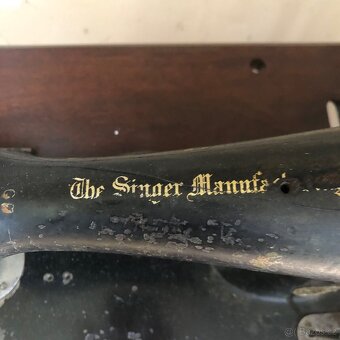 The Singer Manufa